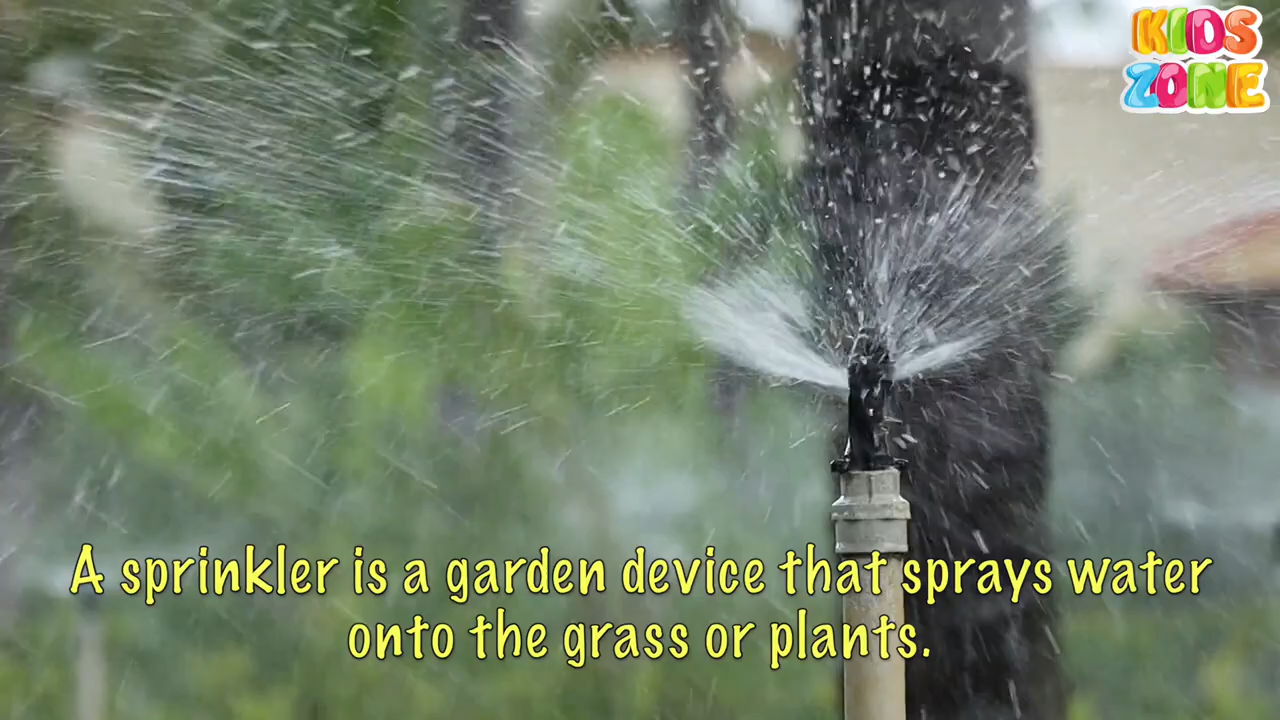 KIDS
ZONE
A sprinkler is a garden device that sprays water
onto the grass or plants.